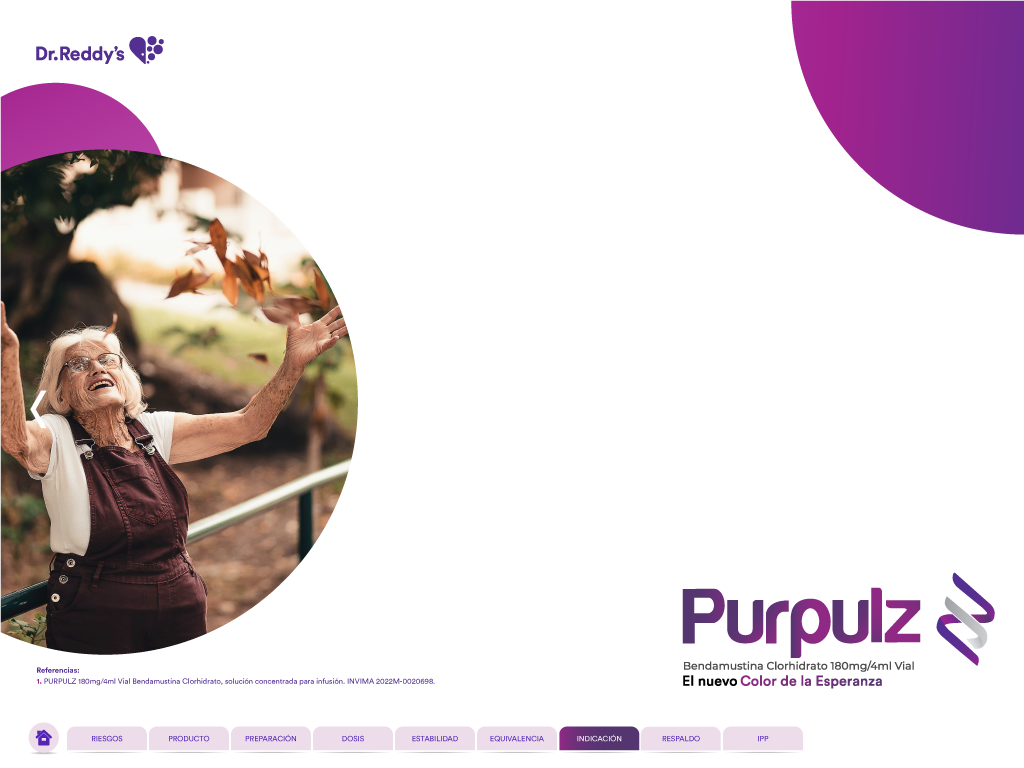 Dr.Reddy's
Purpulz
Bendamustina Clorhidrato 180mg/4ml Vial
El nuevo Color de la Esperanza
Referencias:
1. PURPULZ 180mg/4ml Vial Bendamustina Clorhidrato, solución concentrada para infusión. INVIMA 2022M-0020698.
RIESGOS PRODUCTO PREPARACIÓN DOSIS ESTABILIDAD EQUIVALENCIA INDICACIÓN RESPALDO IPP